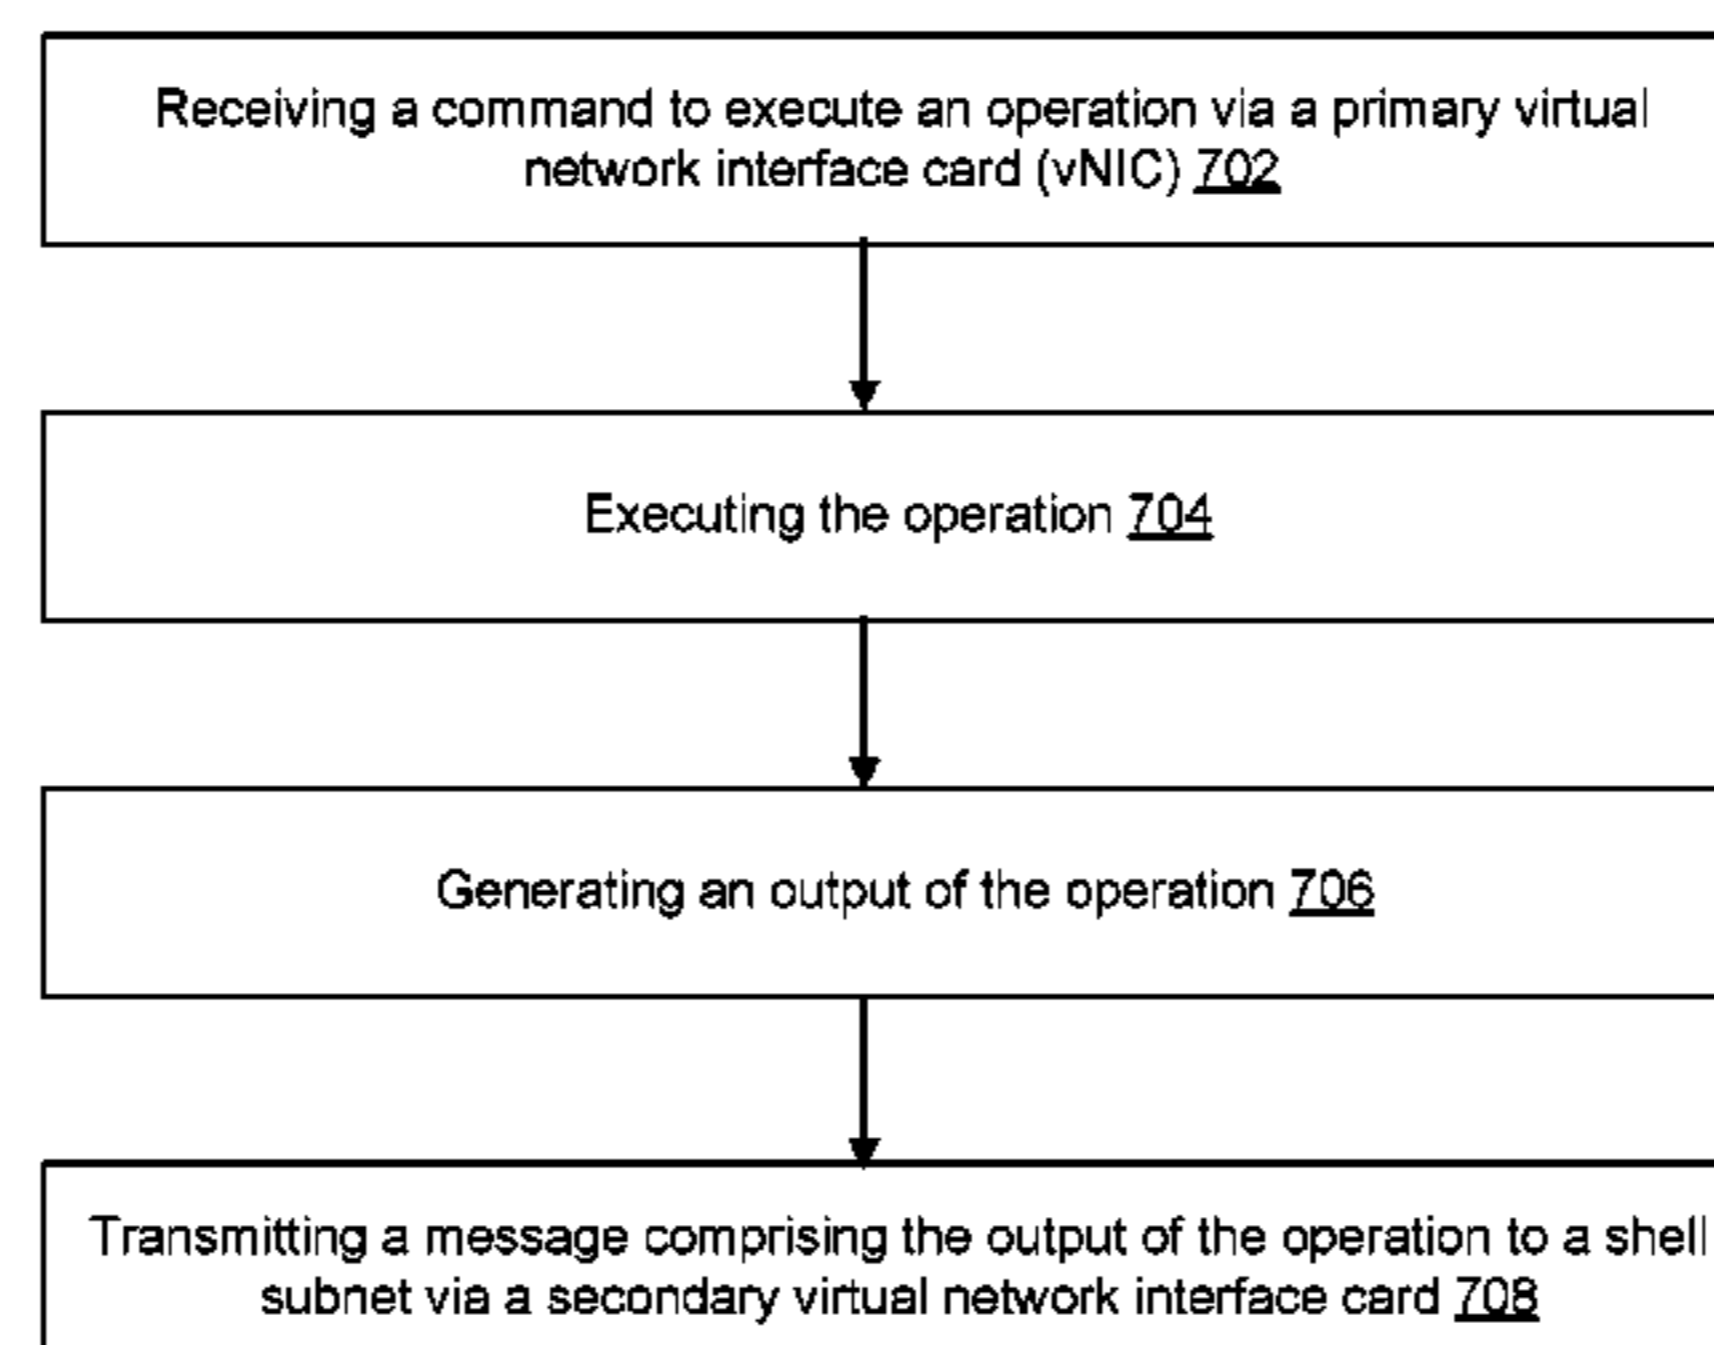 Receiving a command to execute an operation via a primary virtual
network interface card (vNIC) 702
Executing the operation 704
Generating an output of the operation 706
Transmitting a message comprising the output of the operation to a shell
subnet via a secondary virtual network interface card 708